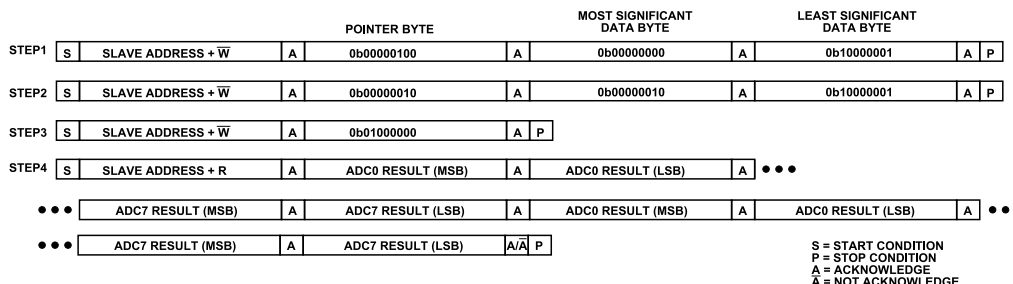 POINTER BYTE
MOST SIGNIFICANT
DATA BYTE
LEAST SIGNIFICANT
DATA BYTE
STEP1 S SLAVE ADDRESS + W̅ A 0b00000100 A 0b00000000 A 0b10000001 A P
STEP2 S SLAVE ADDRESS + W̅ A 0b00000010 A 0b00000010 A 0b10000001 A P
STEP3 S SLAVE ADDRESS + W̅ A 0b01000000 A P
STEP4 S SLAVE ADDRESS + R A ADC0 RESULT (MSB) A ADC0 RESULT (LSB) A •••
••• ADC7 RESULT (MSB) A ADC7 RESULT (LSB) A ADC0 RESULT (MSB) A ADC0 RESULT (LSB) A ••
••• ADC7 RESULT (MSB) A ADC7 RESULT (LSB) A/A̅ P
S = START CONDITION
P = STOP CONDITION
A = ACKNOWLEDGE
A̅ = NOT ACKNOWLEDGE